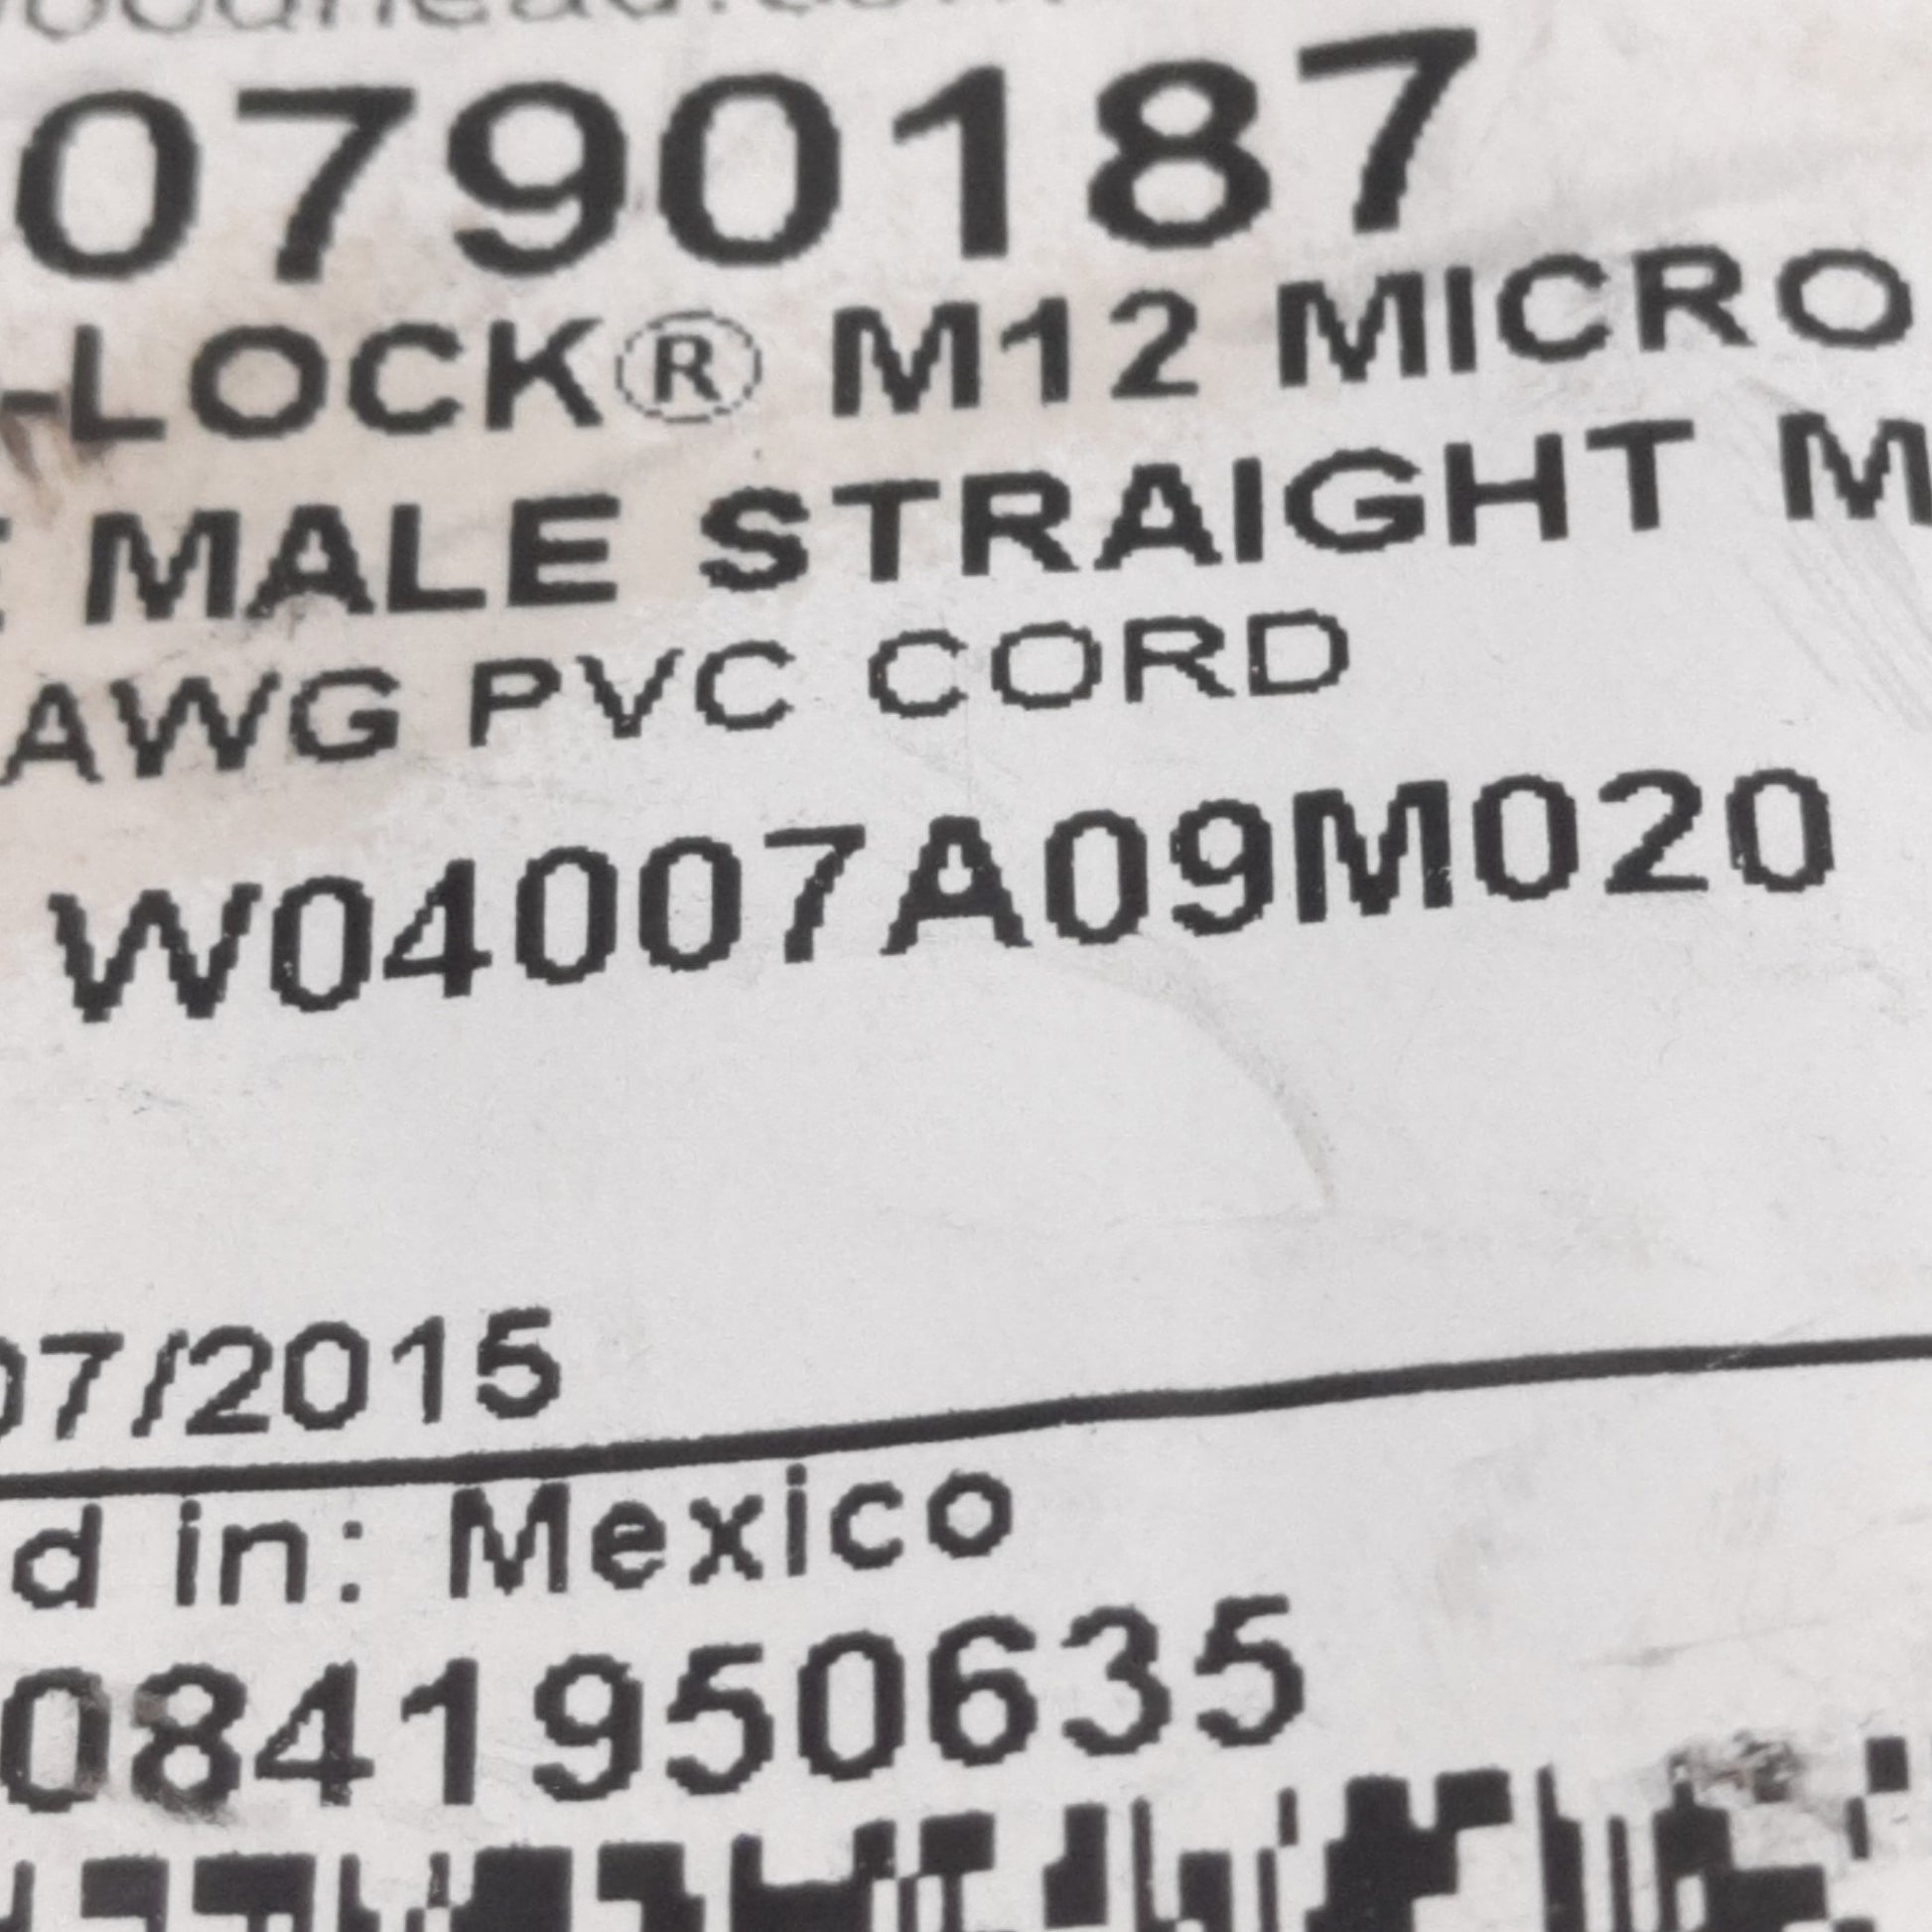 0790187
-LOCK® M12 MICRO
MALE STRAIGHT M
AWG PVC CORD
W04007A09M020
07/2015
d in: Mexico
0841950635